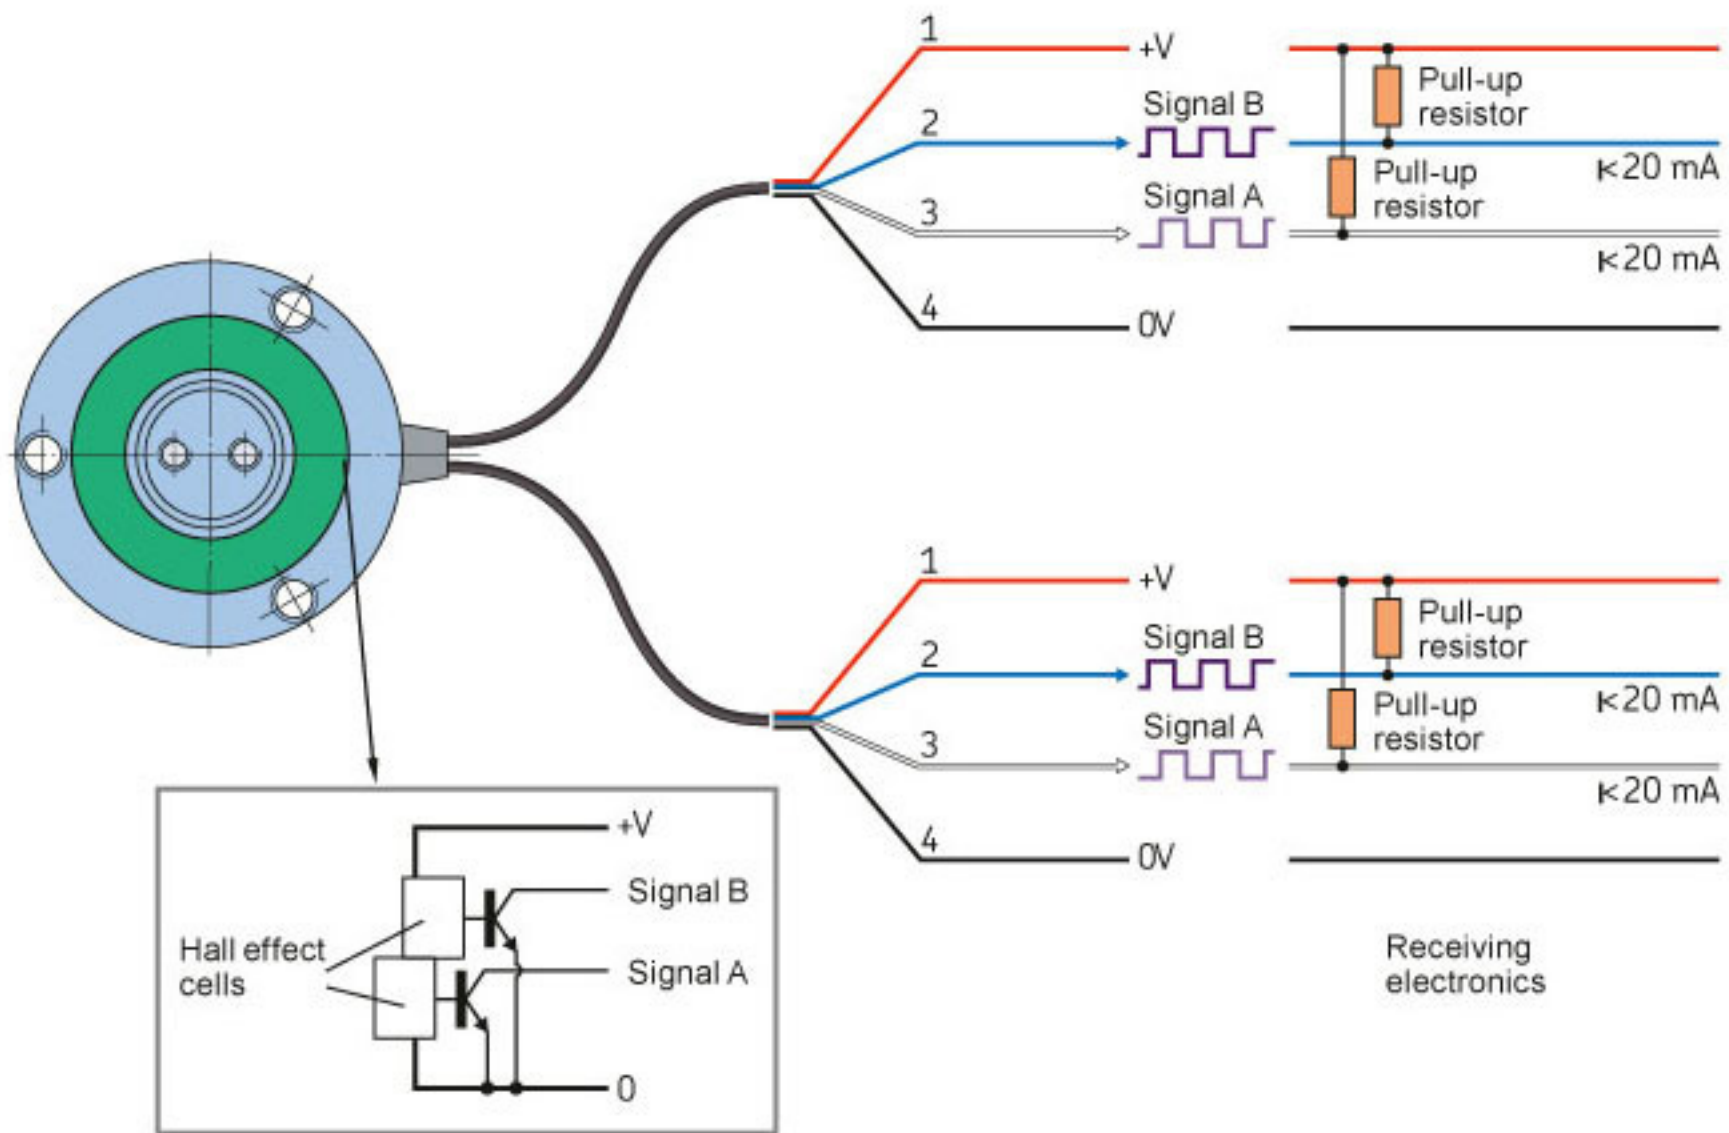 1
+V
Pull-up
resistor
Signal B
2
I<20 mA
Pull-up
resistor
Signal A
3
I<20 mA
4
0V
1
+V
Pull-up
resistor
Signal B
2
I<20 mA
Pull-up
resistor
Signal A
3
I<20 mA
4
0V
+V
Signal B
Hall effect
cells
Signal A
0
Receiving
electronics